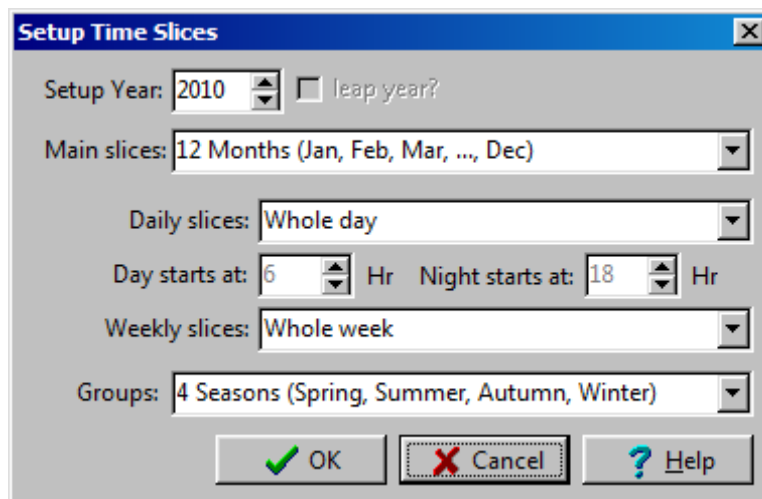 Setup Time Slices
Setup Year: 2010 leap year?
Main slices: 12 Months (Jan, Feb, Mar, ..., Dec)
Daily slices: Whole day
Day starts at: 6 Hr Night starts at: 18 Hr
Weekly slices: Whole week
Groups: 4 Seasons (Spring, Summer, Autumn, Winter)
OK Cancel Help